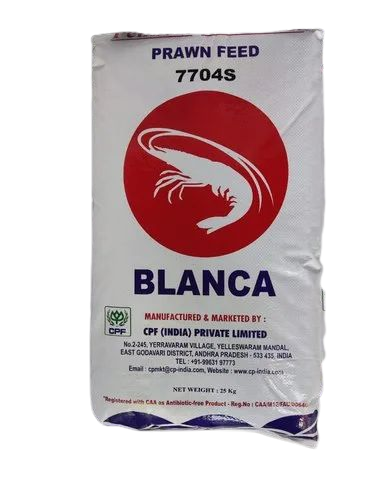 PRAWN FEED
7704S
BLANCA
MANUFACTURED & MARKETED BY :
CPF (INDIA) PRIVATE LIMITED
CPF
No.2-245, YERRAVARAM VILLAGE, YELLESWARAM MANDAL,
EAST GODAVARI DISTRICT, ANDHRA PRADESH - 533 435, INDIA
TEL : +91-99631 97773
Email : cpmkt@cp-india.com, Website : www.cp-india.com
NET WEIGHT : 25 Kg
*Registered with CAA as Antibiotic-free Product - Reg.No :